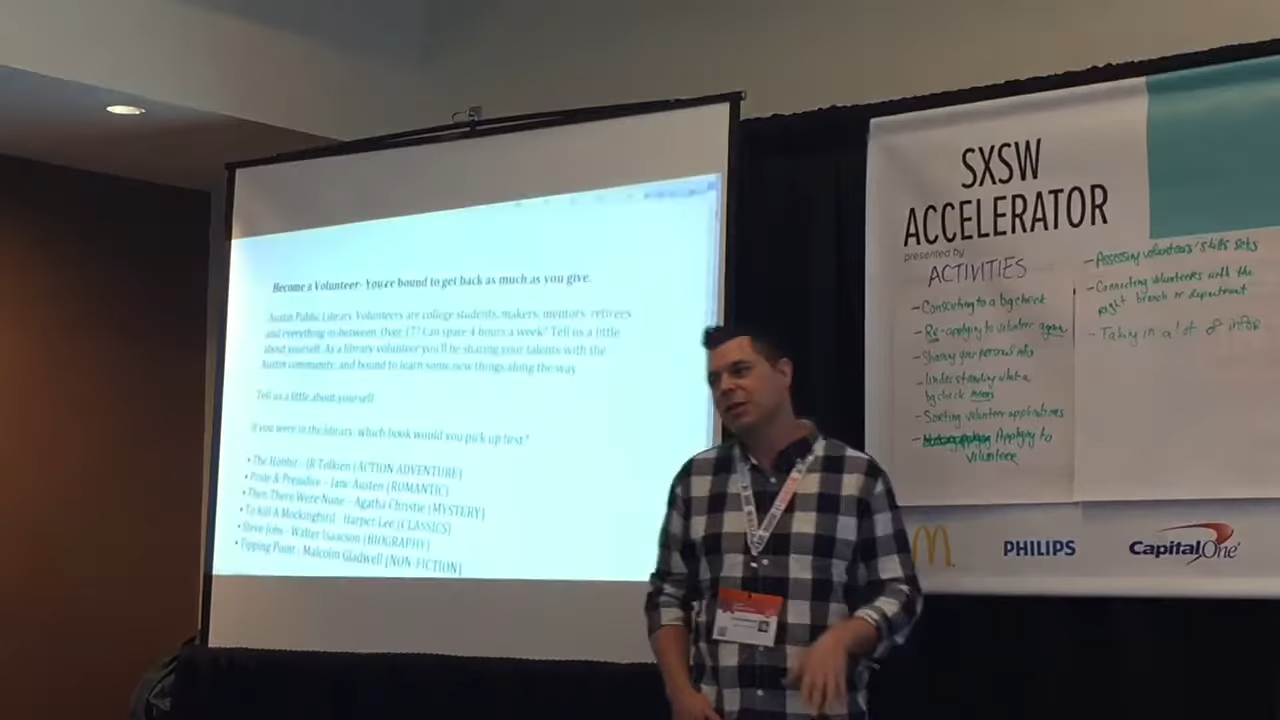 Become a Volunteer- You're bound to get back as much as you give.
Austin Public Library Volunteers are college students, makers, mentors, retirees
and everything in-between. Over 17? Can spare 4 hours a week? Tell us a little
about yourself. As a library volunteer you'll be sharing your talents with the
Austin community, and bound to learn some new things along the way
Tell us a little about yourself
If you were in the library, which book would you pick up first?
• The Hobbit - JR Tolkien [ACTION ADVENTURE]
• Pride & Prejudice – Jane Austen [ROMANTIC]
• Then There Were None – Agatha Christie [MYSTERY]
• To Kill A Mockingbird - Harper Lee [CLASSICS]
• Steve Jobs – Walter Isaacson [BIOGRAPHY]
• Tipping Point - Malcolm Gladwell [NON-FICTION]
SXSW
ACCELERATOR
presented by
ACTIVITIES
- Consenting to a bg check
- Re-applying to volunteer again
- Sharing your personal info
- Understanding what a
bg check means
- Sorting volunteer applications
- Applying to
volunteer
- Assessing volunteers' skills sets
- Connecting volunteers with the
right branch or department
- Taking in a lot of info
PHILIPS
Capital One